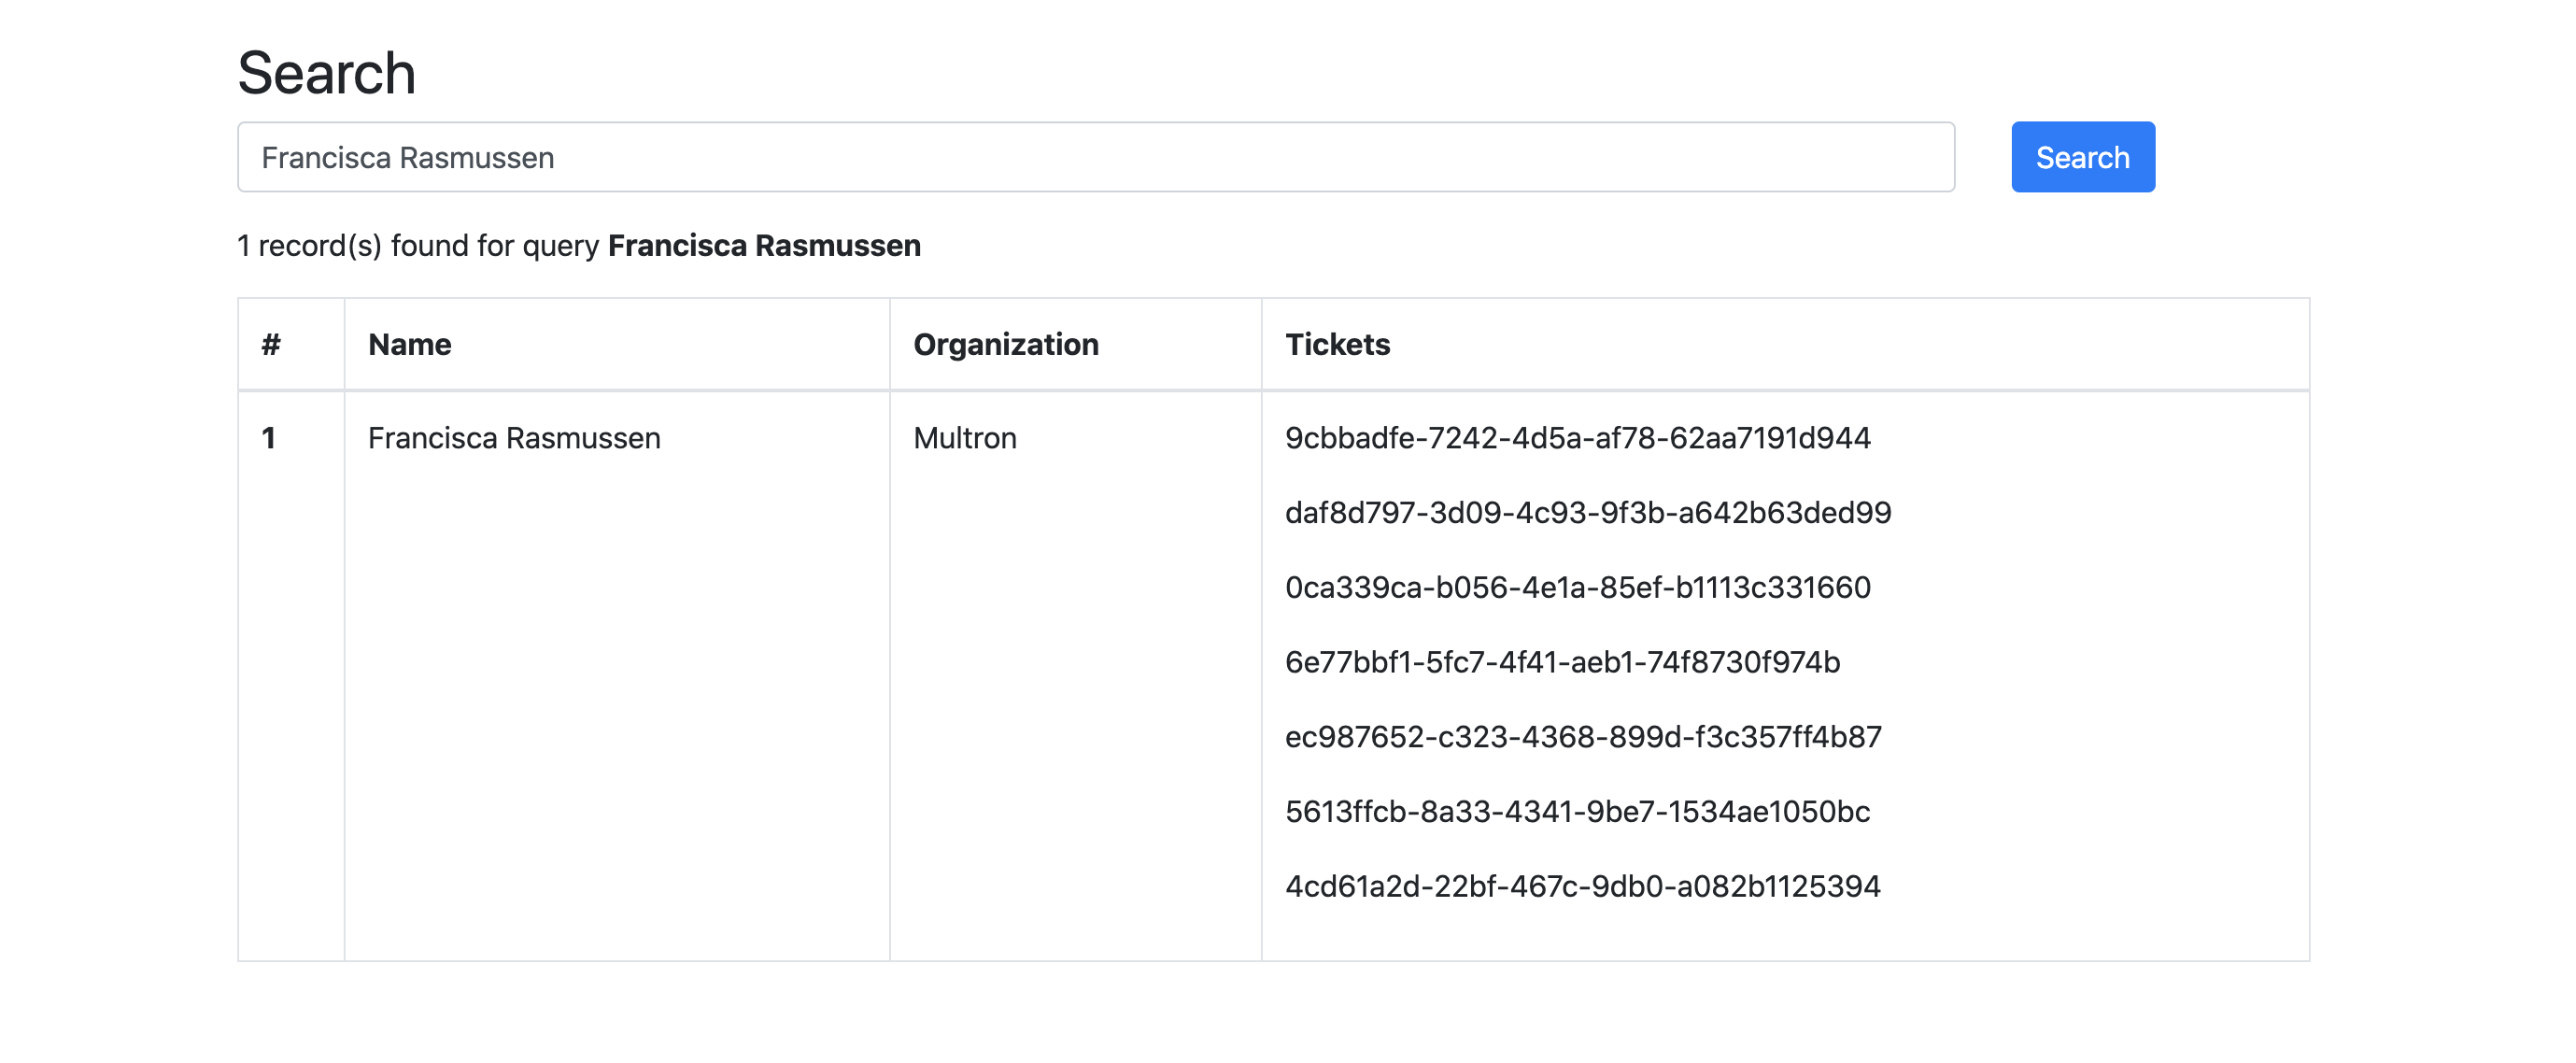 Search
Francisca Rasmussen
Search
1 record(s) found for query Francisca Rasmussen
# Name Organization Tickets
1 Francisca Rasmussen Multron 9cbbadfe-7242-4d5a-af78-62aa7191d944
daf8d797-3d09-4c93-9f3b-a642b63ded99
0ca339ca-b056-4e1a-85ef-b1113c331660
6e77bbf1-5fc7-4f41-aeb1-74f8730f974b
ec987652-c323-4368-899d-f3c357ff4b87
5613ffcb-8a33-4341-9be7-1534ae1050bc
4cd61a2d-22bf-467c-9db0-a082b1125394